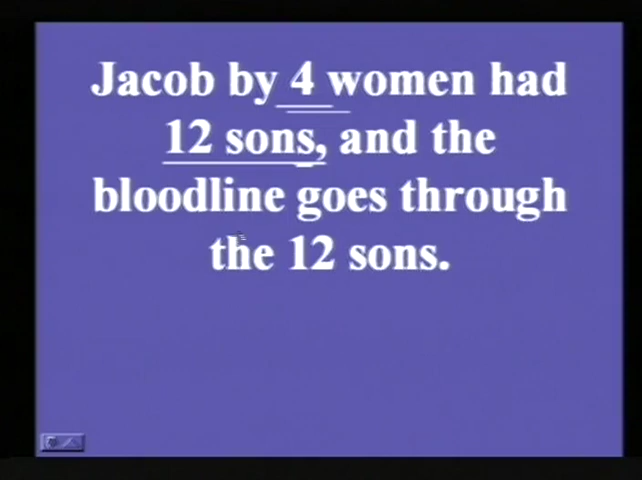 Jacob by 4 women had
12 sons, and the
bloodline goes through
the 12 sons.